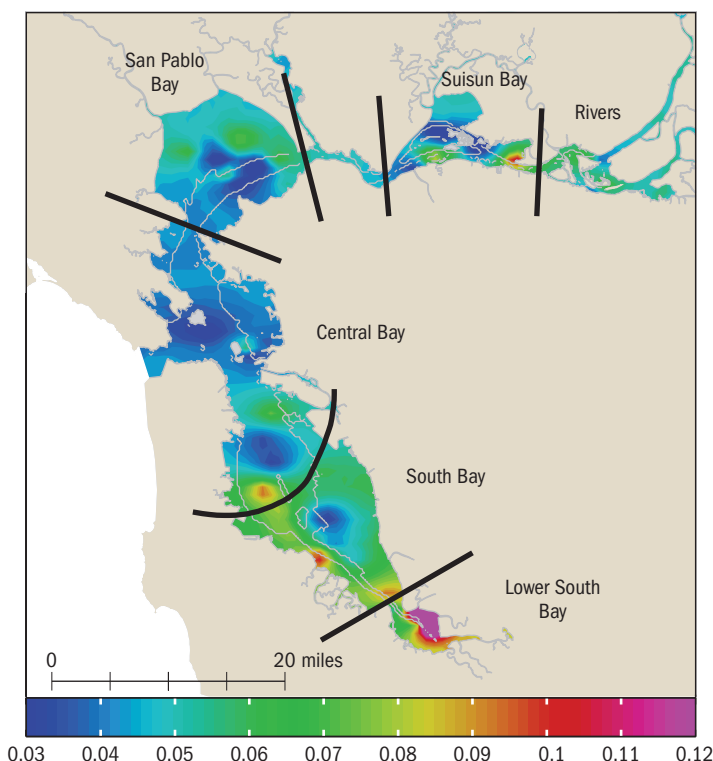 San Pablo
Bay
Suisun Bay
Rivers
Central Bay
South Bay
Lower South
Bay
0
20 miles
0.03 0.04 0.05 0.06 0.07 0.08 0.09 0.1 0.11 0.12